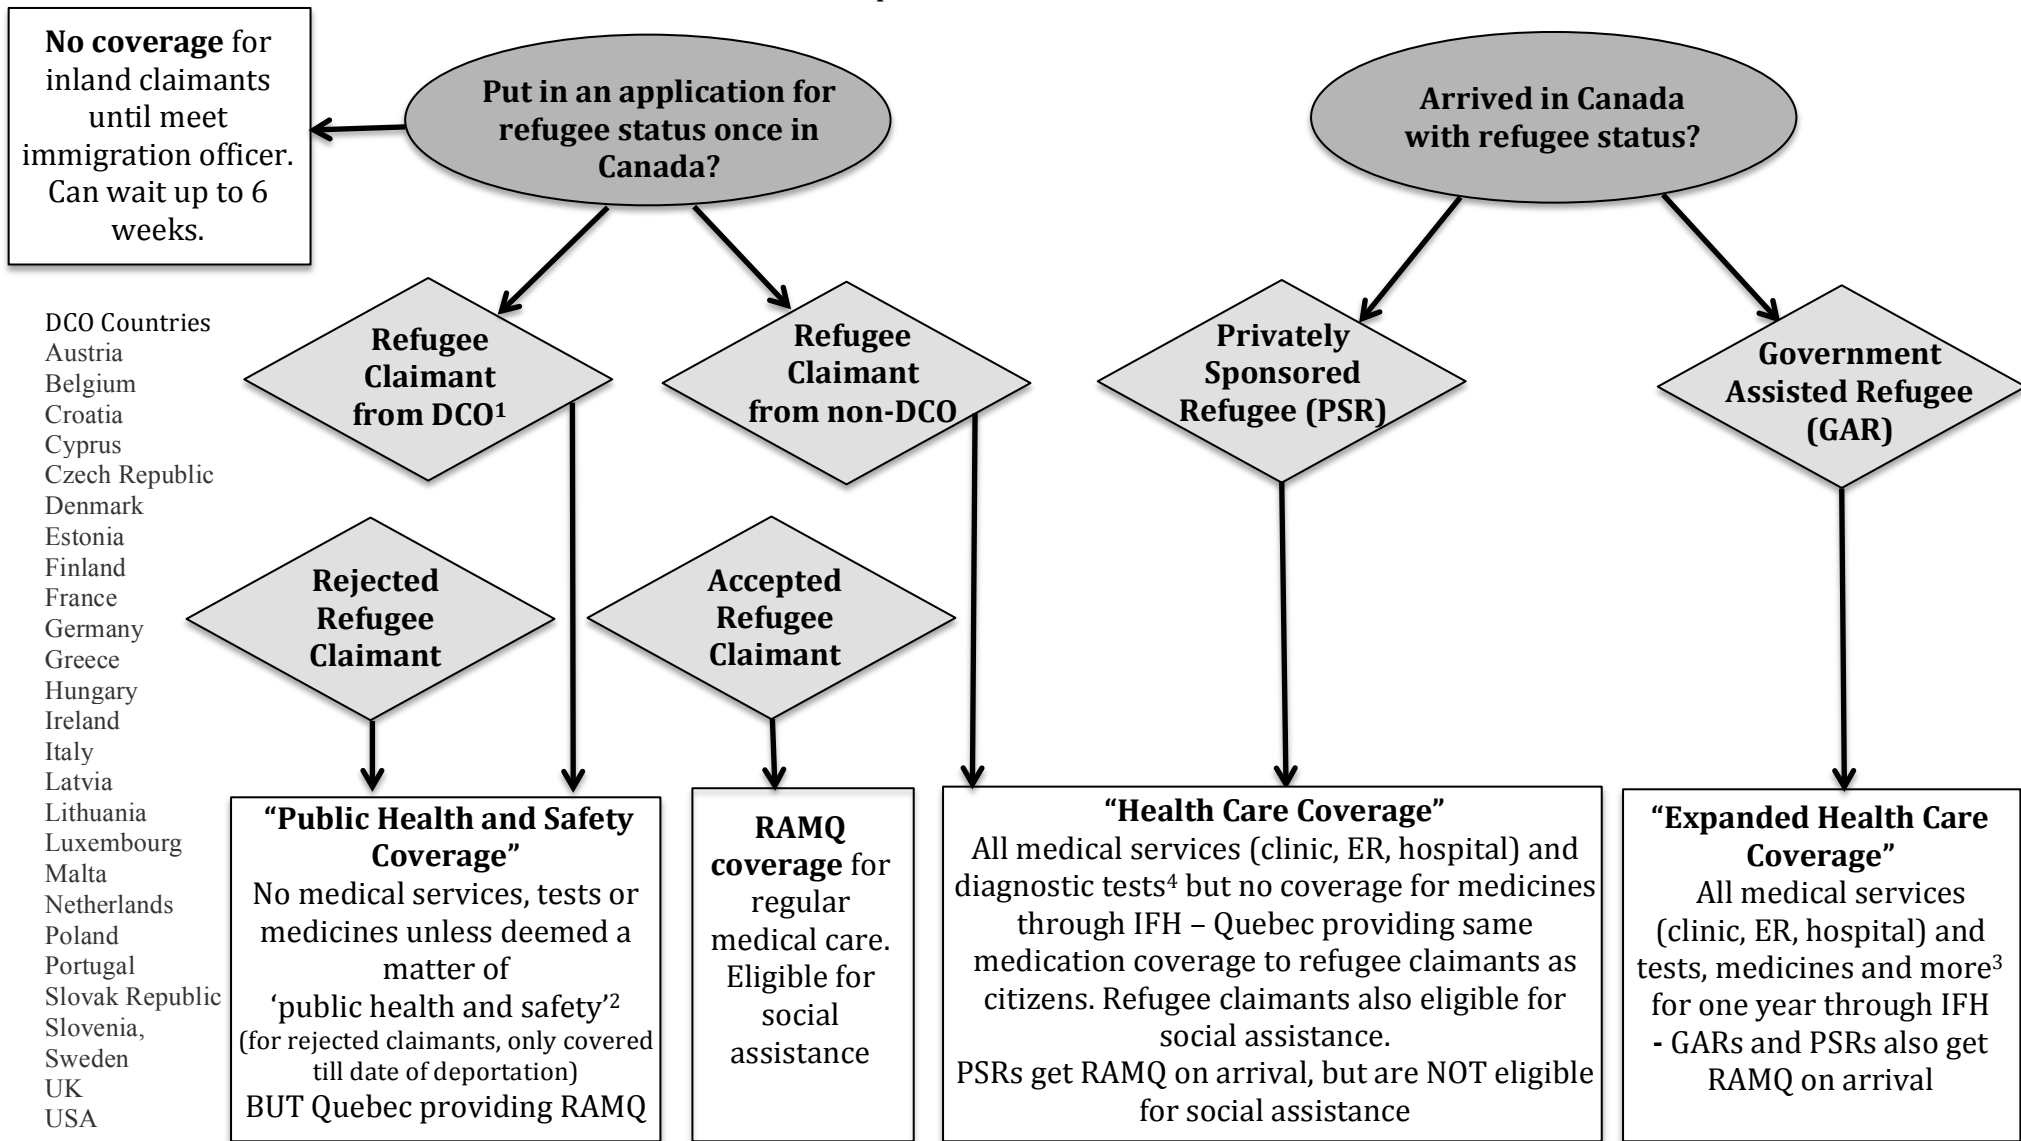 No coverage for
inland claimants
until meet
immigration officer.
Can wait up to 6
weeks.
Put in an application for
refugee status once in
Canada?
Arrived in Canada
with refugee status?
DCO Countries
Austria
Belgium
Croatia
Cyprus
Czech Republic
Denmark
Estonia
Finland
France
Germany
Greece
Hungary
Ireland
Italy
Latvia
Lithuania
Luxembourg
Malta
Netherlands
Poland
Portugal
Slovak Republic
Slovenia,
Sweden
UK
USA
Refugee
Claimant
from DCO¹
Refugee
Claimant
from non-DCO
Privately
Sponsored
Refugee (PSR)
Government
Assisted Refugee
(GAR)
Rejected
Refugee
Claimant
Accepted
Refugee
Claimant
“Public Health and Safety
Coverage”
No medical services, tests or
medicines unless deemed a
matter of
‘public health and safety’²
(for rejected claimants, only covered
till date of deportation)
BUT Quebec providing RAMQ
RAMQ
coverage for
regular
medical care.
Eligible for
social
assistance
“Health Care Coverage”
All medical services (clinic, ER, hospital) and
diagnostic tests⁴ but no coverage for medicines
through IFH – Quebec providing same
medication coverage to refugee claimants as
citizens. Refugee claimants also eligible for
social assistance.
PSRs get RAMQ on arrival, but are NOT eligible
for social assistance
“Expanded Health Care
Coverage”
All medical services
(clinic, ER, hospital) and
tests, medicines and more³
for one year through IFH
- GARs and PSRs also get
RAMQ on arrival